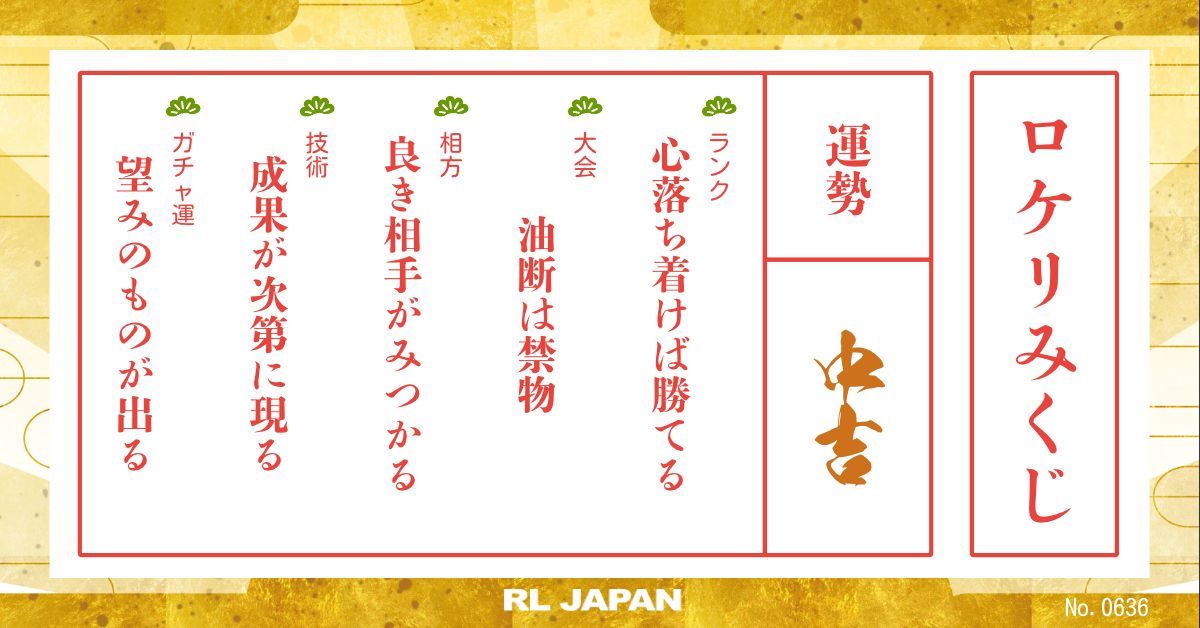 ロケリみくじ
運勢
中吉
ランク
心落ち着けば勝てる
大会
油断は禁物
相方
良き相手がみつかる
技術
成果が次第に現る
ガチャ運
望みのものが出る
RL JAPAN
No. 0636